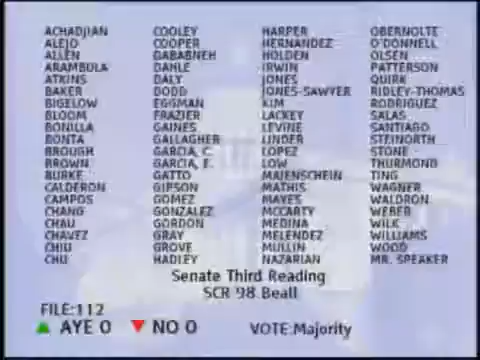 ACHADJIAN COOLEY HARPER OBERNOLTE
ALEJO COOPER HERNANDEZ O'DONNELL
ALLEN DABABNEH HOLDEN OLSEN
ARAMBULA DAHLE IRWIN PATTERSON
ATKINS DALY JONES QUIRK
BAKER DODD JONES-SAWYER RIDLEY-THOMAS
BIGELOW EGGMAN KIM RODRIGUEZ
BLOOM FRAZIER LACKEY SALAS
BONILLA GAINES LEVINE SANTIAGO
BONTA GALLAGHER LINDER STEINORTH
BROUGH GARCIA, C. LOPEZ STONE
BROWN GARCIA, E. LOW THURMOND
BURKE GATTO MAIENSCHEIN TING
CALDERON GIPSON MATHIS WAGNER
CAMPOS GOMEZ MAYES WALDRON
CHANG GONZALEZ MCCARTY WEBER
CHAU GORDON MEDINA WILK
CHAVEZ GRAY MELENDEZ WILLIAMS
CHIU GROVE MULLIN WOOD
CHU HADLEY NAZARIAN MR. SPEAKER
Senate Third Reading
SCR 98 Beall
FILE:112
AYE 0 NO 0 VOTE:Majority